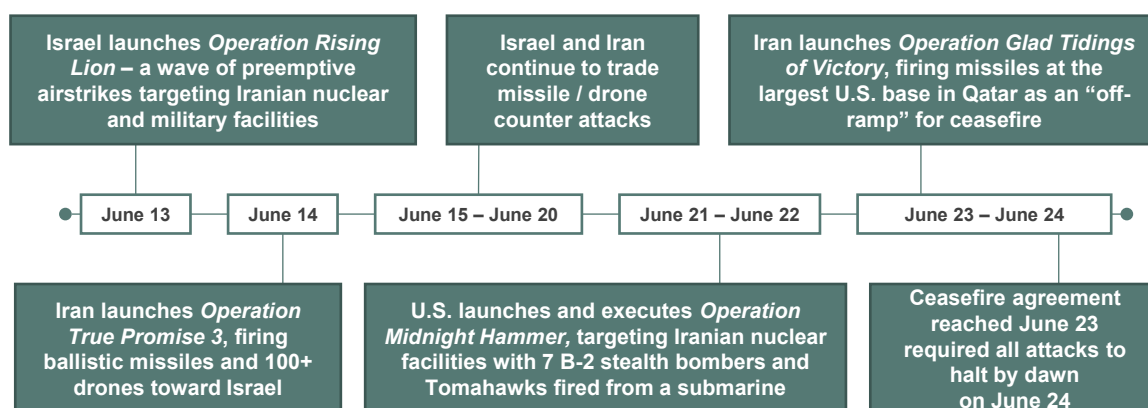 Israel launches Operation Rising
Lion – a wave of preemptive
airstrikes targeting Iranian nuclear
and military facilities
Israel and Iran
continue to trade
missile / drone
counter attacks
Iran launches Operation Glad Tidings
of Victory, firing missiles at the
largest U.S. base in Qatar as an “off-
ramp” for ceasefire
June 13
June 14
June 15 – June 20
June 21 – June 22
June 23 – June 24
Iran launches Operation
True Promise 3, firing
ballistic missiles and 100+
drones toward Israel
U.S. launches and executes Operation
Midnight Hammer, targeting Iranian nuclear
facilities with 7 B-2 stealth bombers and
Tomahawks fired from a submarine
Ceasefire agreement
reached June 23
required all attacks to
halt by dawn
on June 24